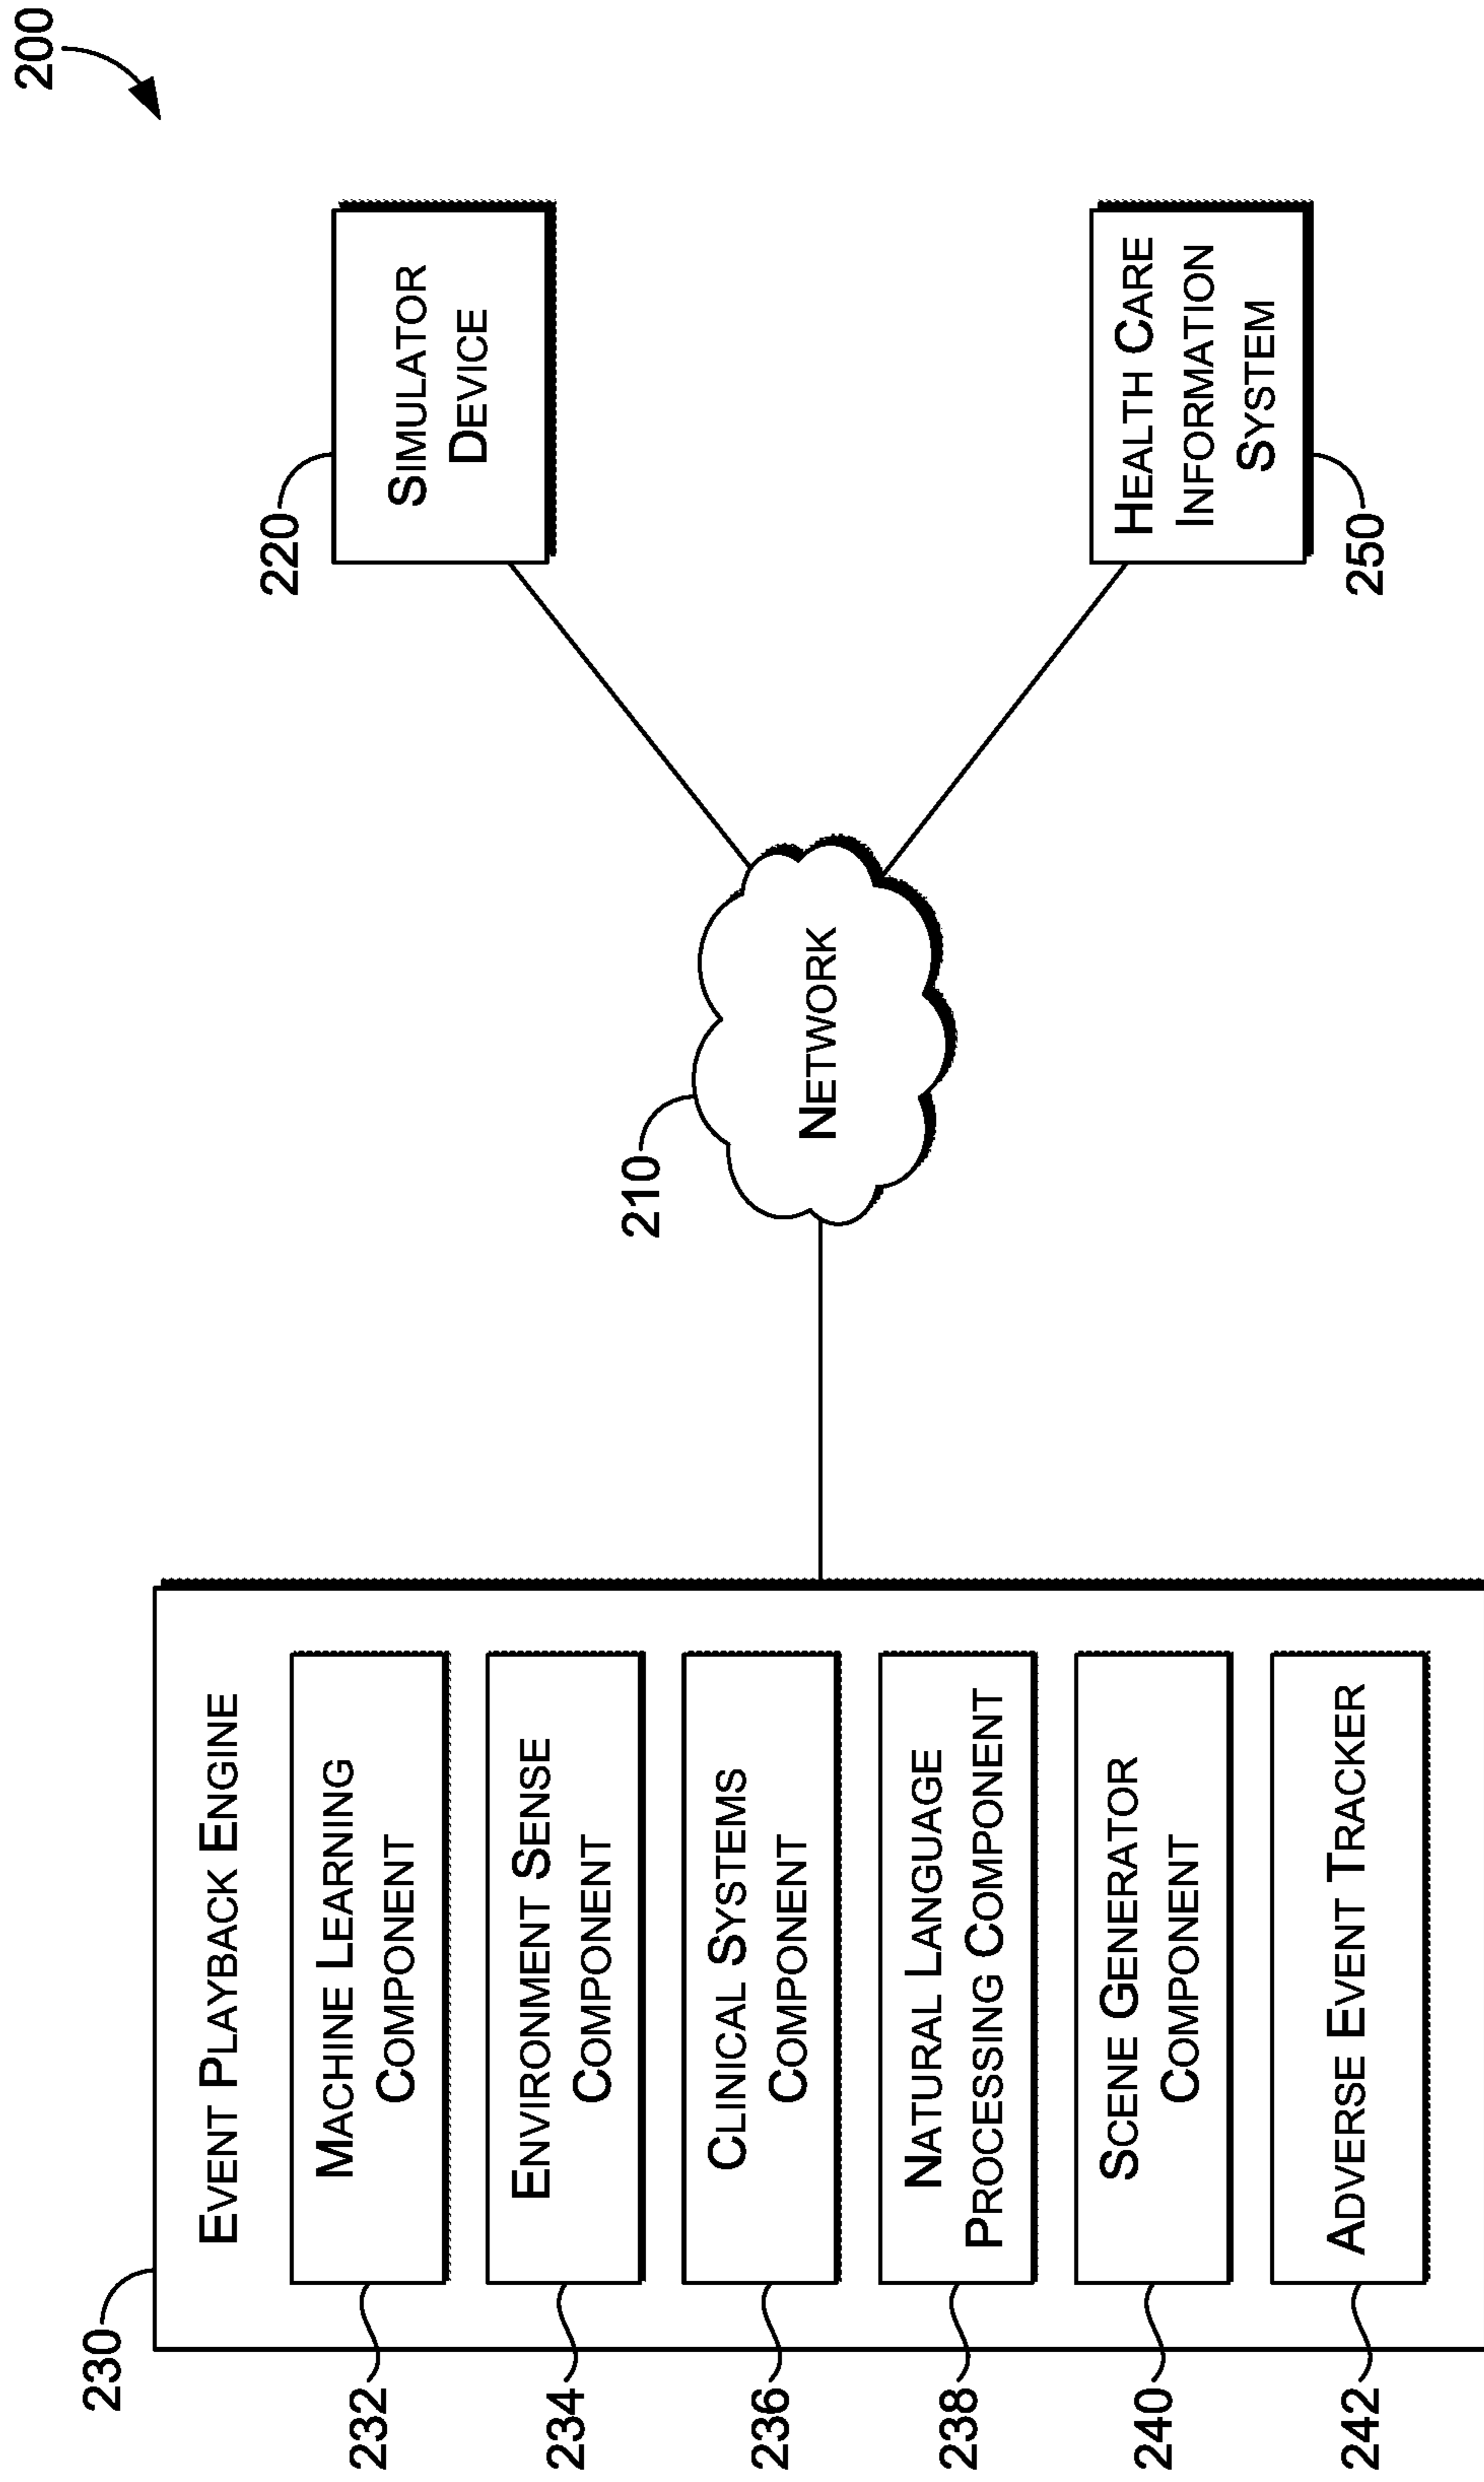 200
230
EVENT PLAYBACK ENGINE
232
MACHINE LEARNING
COMPONENT
234
ENVIRONMENT SENSE
COMPONENT
236
CLINICAL SYSTEMS
COMPONENT
238
NATURAL LANGUAGE
PROCESSING COMPONENT
240
SCENE GENERATOR
COMPONENT
242
ADVERSE EVENT TRACKER
210
NETWORK
220
SIMULATOR
DEVICE
HEALTH CARE
INFORMATION
SYSTEM
250